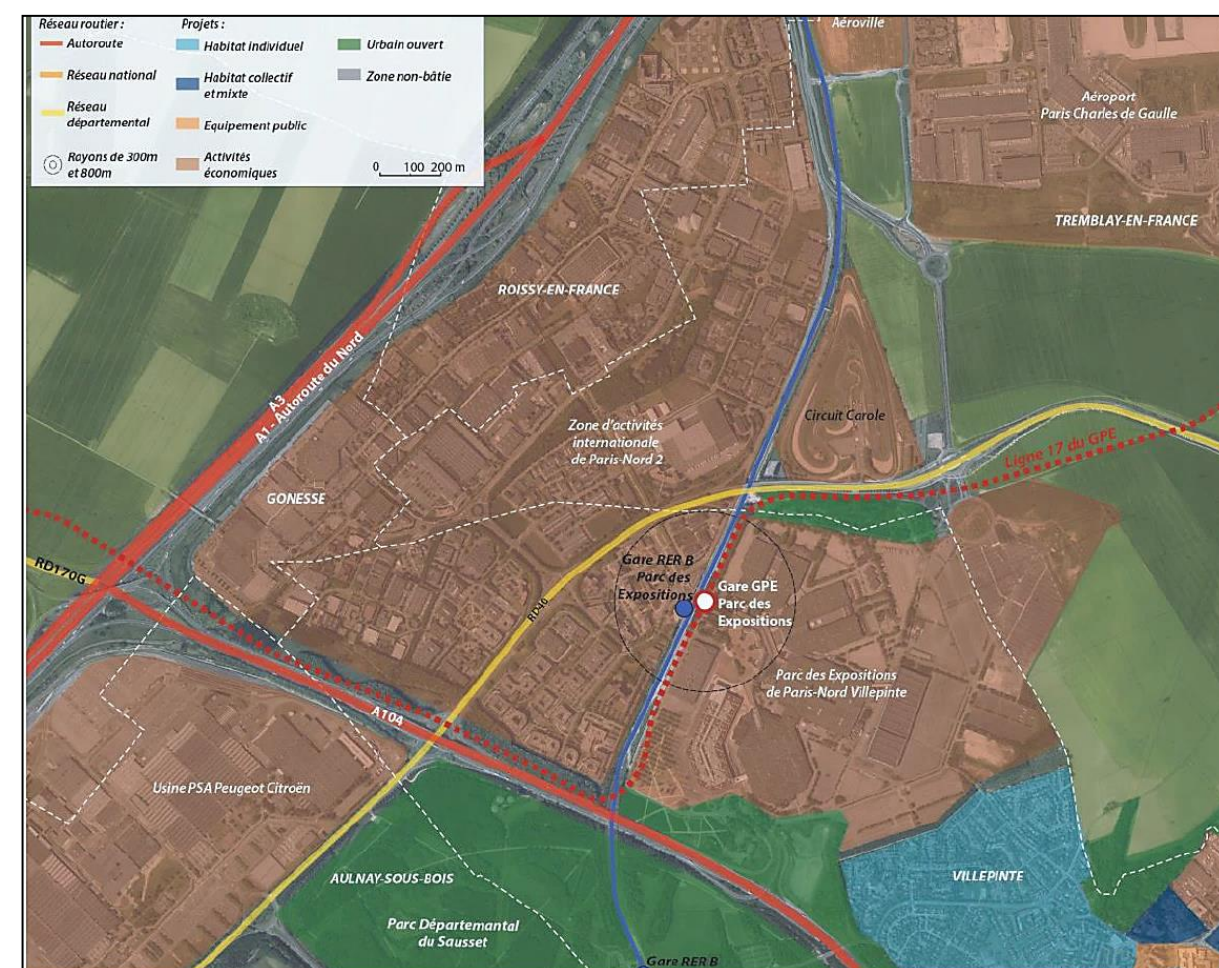 Réseau routier :
Autoroute
Réseau national
Réseau
départemental
Rayons de 300m
et 800m
Projets :
Habitat individuel
Habitat collectif
et mixte
Equipement public
Activités
économiques
Urbain ouvert
Zone non-bâtie
0 100 200 m
Aéroville
Aéroport
Paris Charles de Gaulle
TREMBLAY-EN-FRANCE
ROISSY-EN-FRANCE
A3
A1 - Autoroute du Nord
Circuit Carole
Zone d'activités
internationale
de Paris-Nord 2
Ligne 17 du GPE
GONESSE
RD170G
RD40
Gare RER B
Parc des
Expositions
Gare GPE
Parc des
Expositions
Parc des Expositions
de Paris-Nord Villepinte
A104
Usine PSA Peugeot Citroën
AULNAY-SOUS-BOIS
VILLEPINTE
Parc Départemantal
du Sausset
Gare RER B